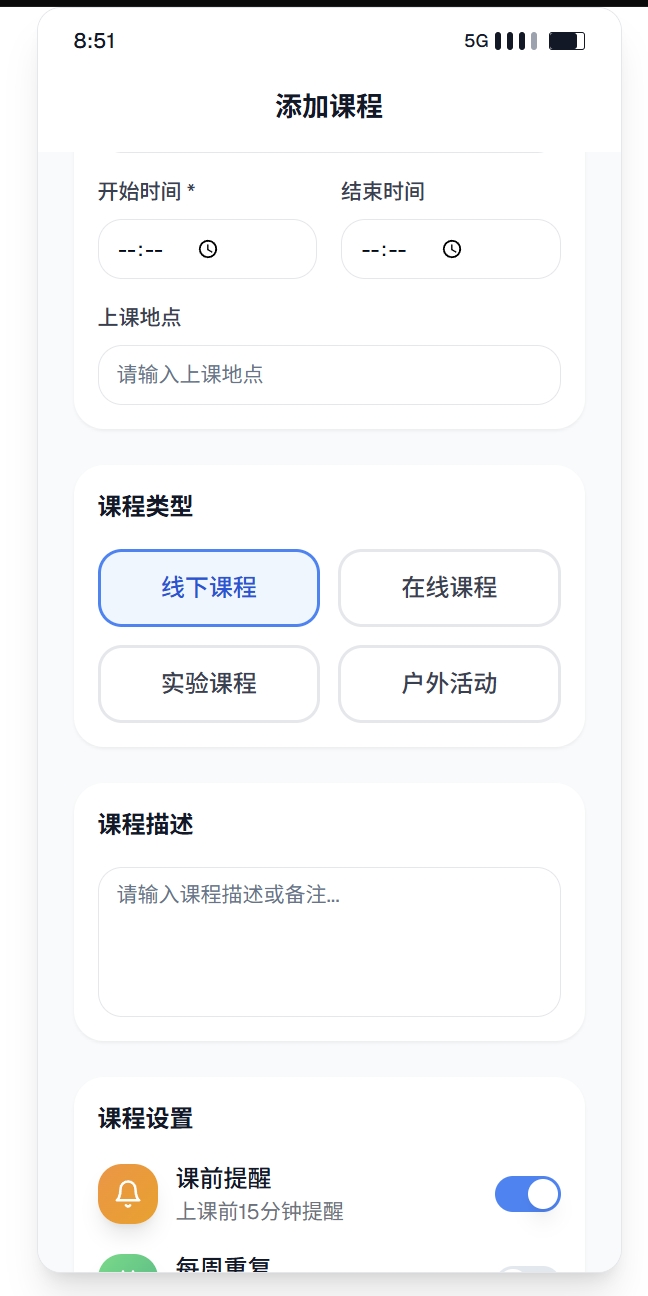 8:51 5G
添加课程
开始时间 * 结束时间
--:-- --:--
上课地点
请输入上课地点
课程类型
线下课程 在线课程
实验课程 户外活动
课程描述
请输入课程描述或备注...
课程设置
课前提醒
上课前15分钟提醒
每周重复